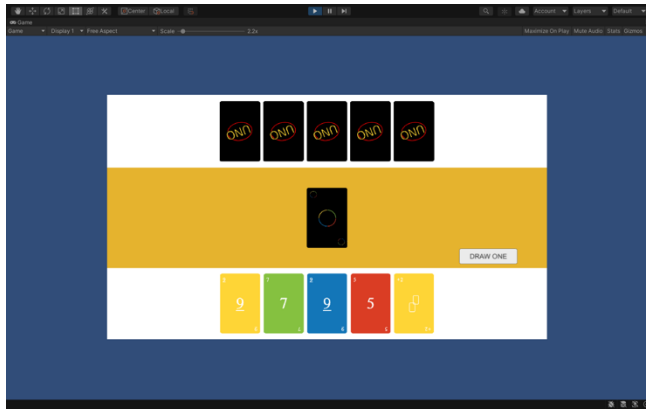 Center Local Account Layers Default
Game
Game Display 1 Free Aspect Scale 2.2x Maximize On Play Mute Audio Stats Gizmos
UNO UNO UNO UNO UNO
DRAW ONE
9 7 9 5